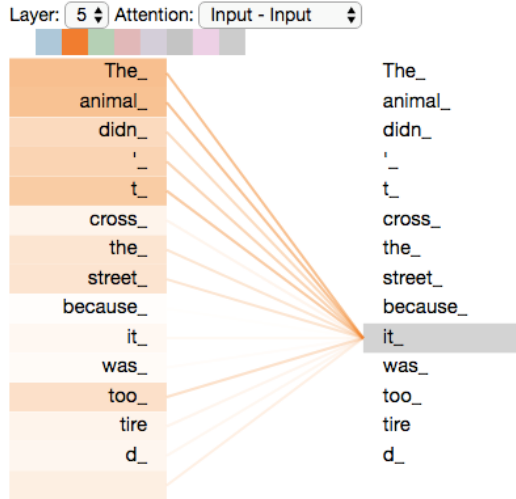 Layer: 5 Attention: Input - Input
The_ The_
animal_ animal_
didn_ didn_
'_ '_
t_ t_
cross_ cross_
the_ the_
street_ street_
because_ because_
it_ it_
was_ was_
too_ too_
tire tire
d_ d_